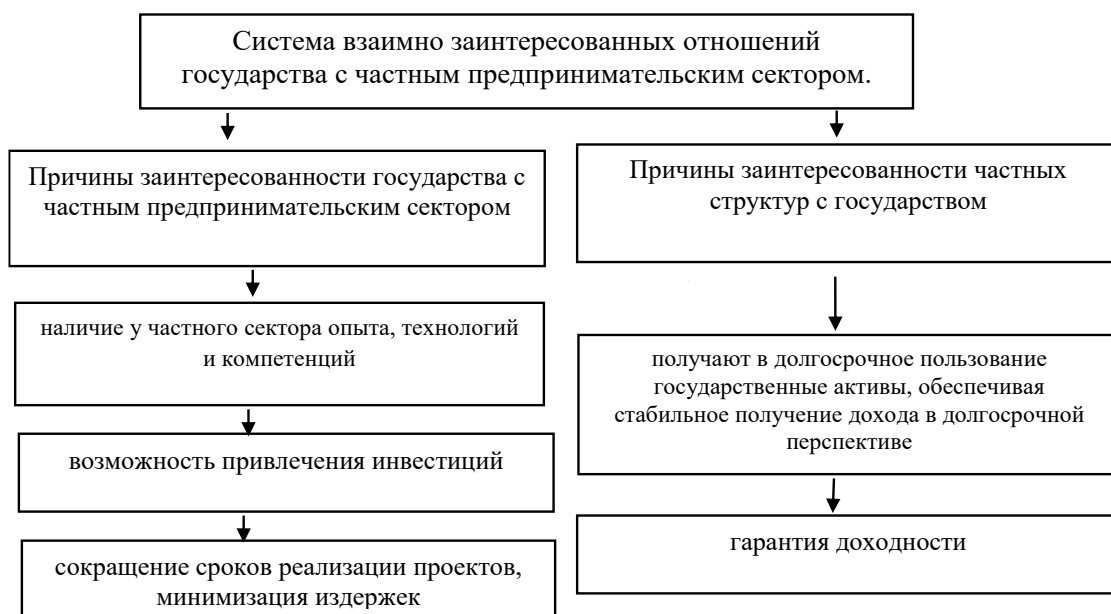 Система взаимно заинтересованных отношений
государства с частным предпринимательским сектором.
Причины заинтересованности государства с
частным предпринимательским сектором
наличие у частного сектора опыта, технологий
и компетенций
возможность привлечения инвестиций
сокращение сроков реализации проектов,
минимизация издержек
Причины заинтересованности частных
структур с государством
получают в долгосрочное пользование
государственные активы, обеспечивая
стабильное получение дохода в долгосрочной
перспективе
гарантия доходности